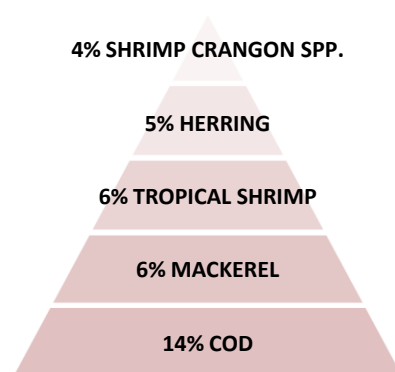 4% SHRIMP CRANGON SPP.
5% HERRING
6% TROPICAL SHRIMP
6% MACKEREL
14% COD